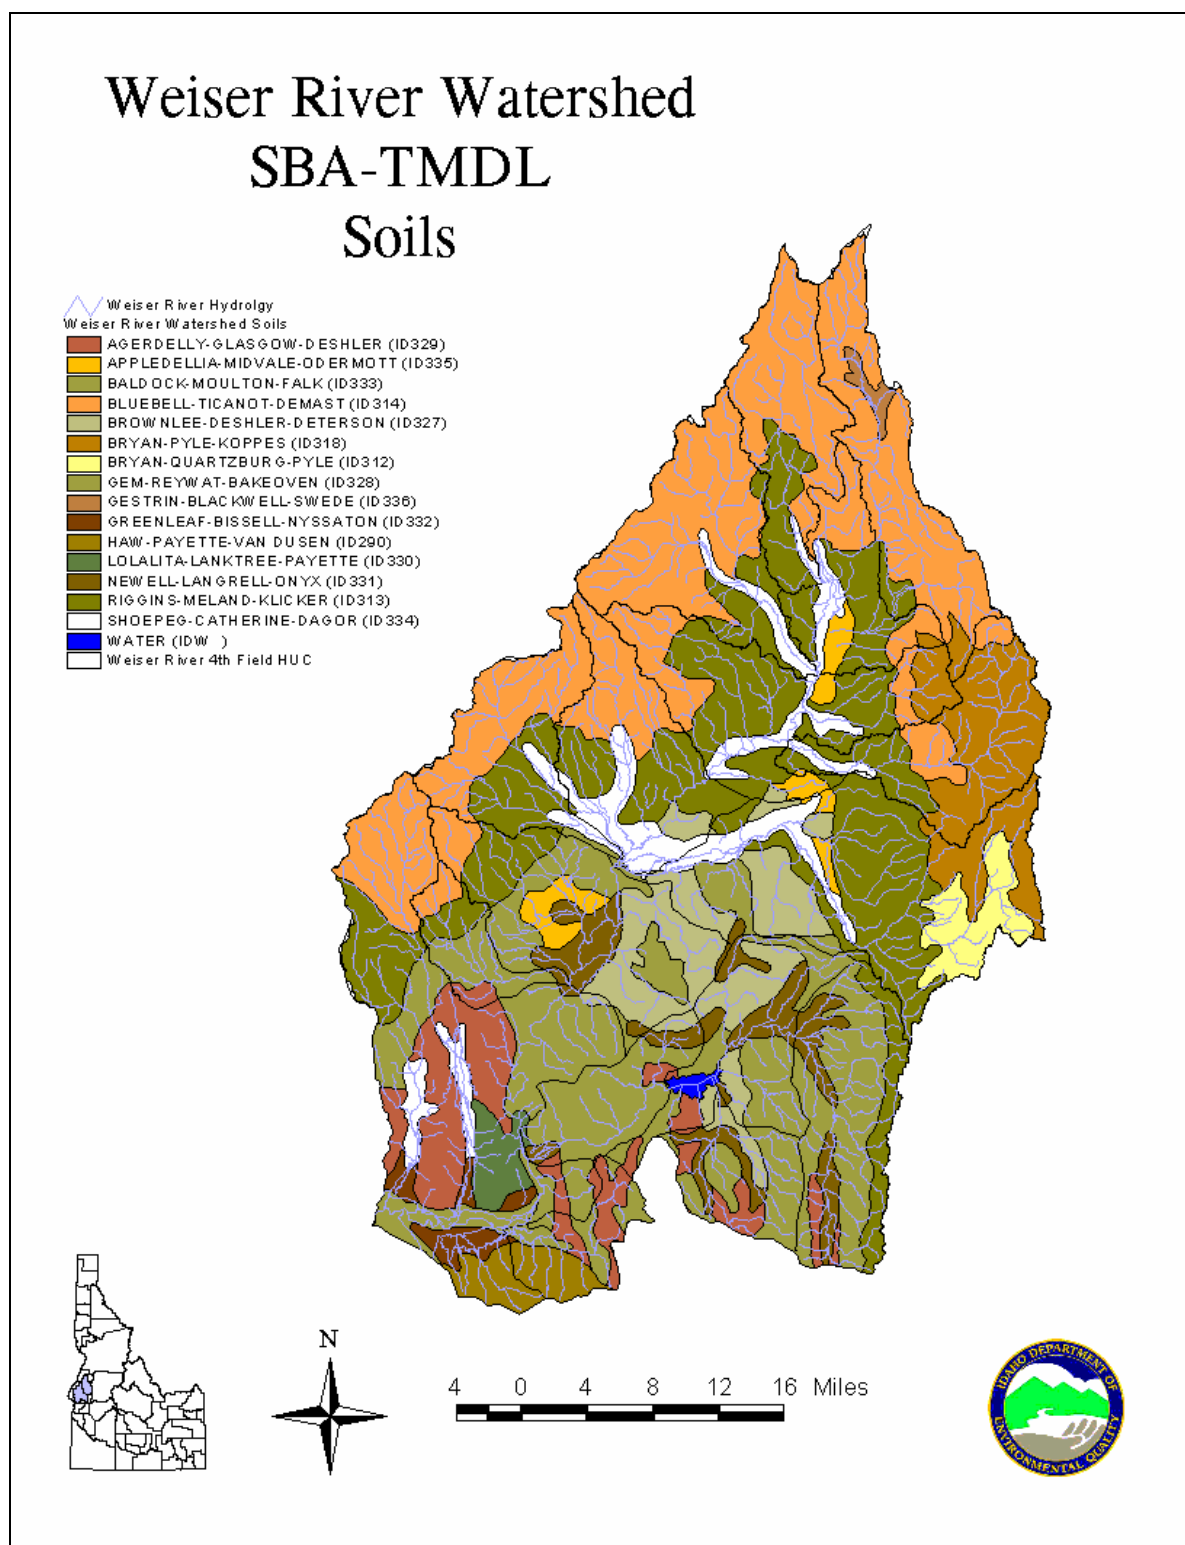 Weiser River Watershed
SBA-TMDL
Soils
Weiser River Hydrolgy
Weiser River Watershed Soils
AGERDELLY-GLASGOW-DESHLER (ID329)
APPLEDELLIA-MIDVALE-ODERMOTT (ID335)
BALDOCK-MOULTON-FALK (ID333)
BLUEBELL-TICANOT-DEMAST (ID314)
BROWNLEE-DESHLER-DETERSON (ID327)
BRYAN-PYLE-KOPPES (ID318)
BRYAN-QUARTZBURG-PYLE (ID312)
GEM-REYWAT-BAKEOVEN (ID328)
GESTRIN-BLACKWELL-SWEDE (ID336)
GREENLEAF-BISSELL-NYSSATON (ID332)
HAW-PAYETTE-VAN DUSEN (ID290)
LOLALITA-LANKTREE-PAYETTE (ID330)
NEWELL-LANGRELL-ONYX (ID331)
RIGGINS-MELAND-KLICKER (ID313)
SHOEPEG-CATHERINE-DAGOR (ID334)
WATER (IDW )
Weiser River 4th Field HUC
N
4 0 4 8 12 16 Miles
IDAHO DEPARTMENT OF
ENVIRONMENTAL QUALITY